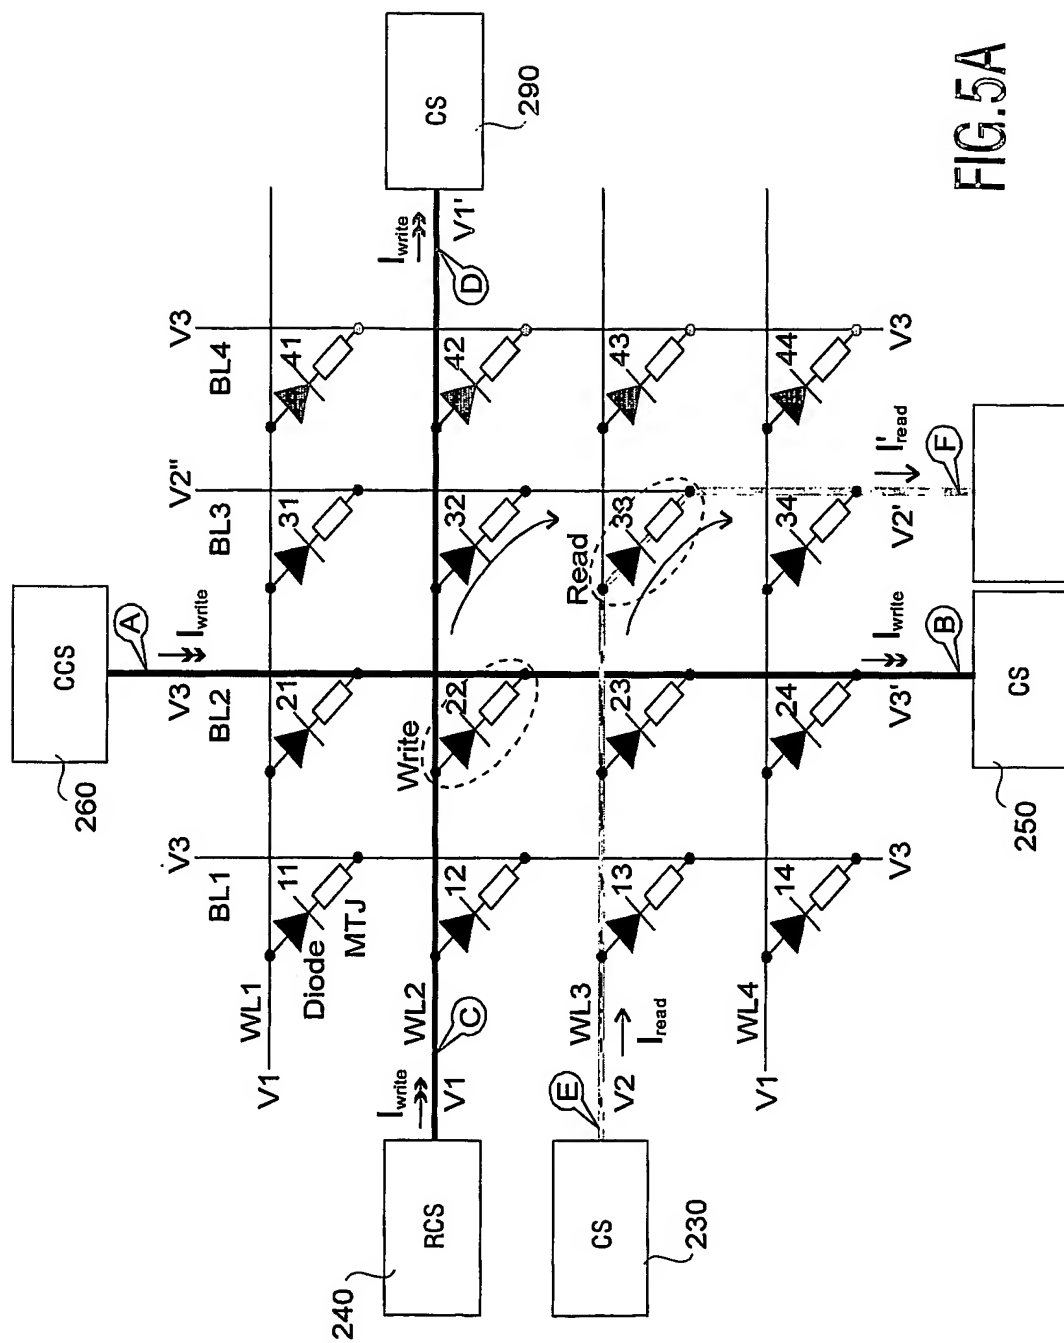 CCS
260
A
Iwrite
V3
V3
V2"
V3
BL1
BL2
BL3
BL4
V1
WL1
11
21
31
41
Diode
MTJ
Write
Iwrite
Iwrite
RCS
240
V1
C
WL2
12
22
32
42
D
V1'
CS
290
Read
CS
230
E
V2
Iread
WL3
13
23
33
43
V1
WL4
14
24
34
44
V3
V3'
Iwrite
B
V2'
I'read
F
V3
CS
250
FIG.5A